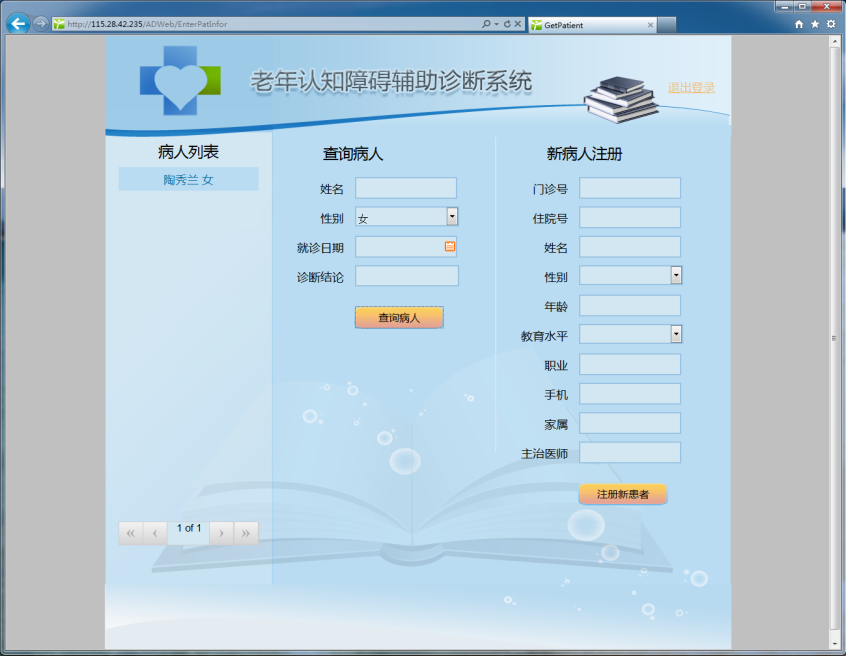 http://115.28.42.235/ADWeb/EnterPatInfor
GetPatient
老年认知障碍辅助诊断系统
退出登录
病人列表
陶秀兰 女
« ‹ 1 of 1 › »
查询病人
姓名
性别 女
就诊日期
诊断结论
查询病人
新病人注册
门诊号
住院号
姓名
性别
年龄
教育水平
职业
手机
家属
主治医师
注册新患者